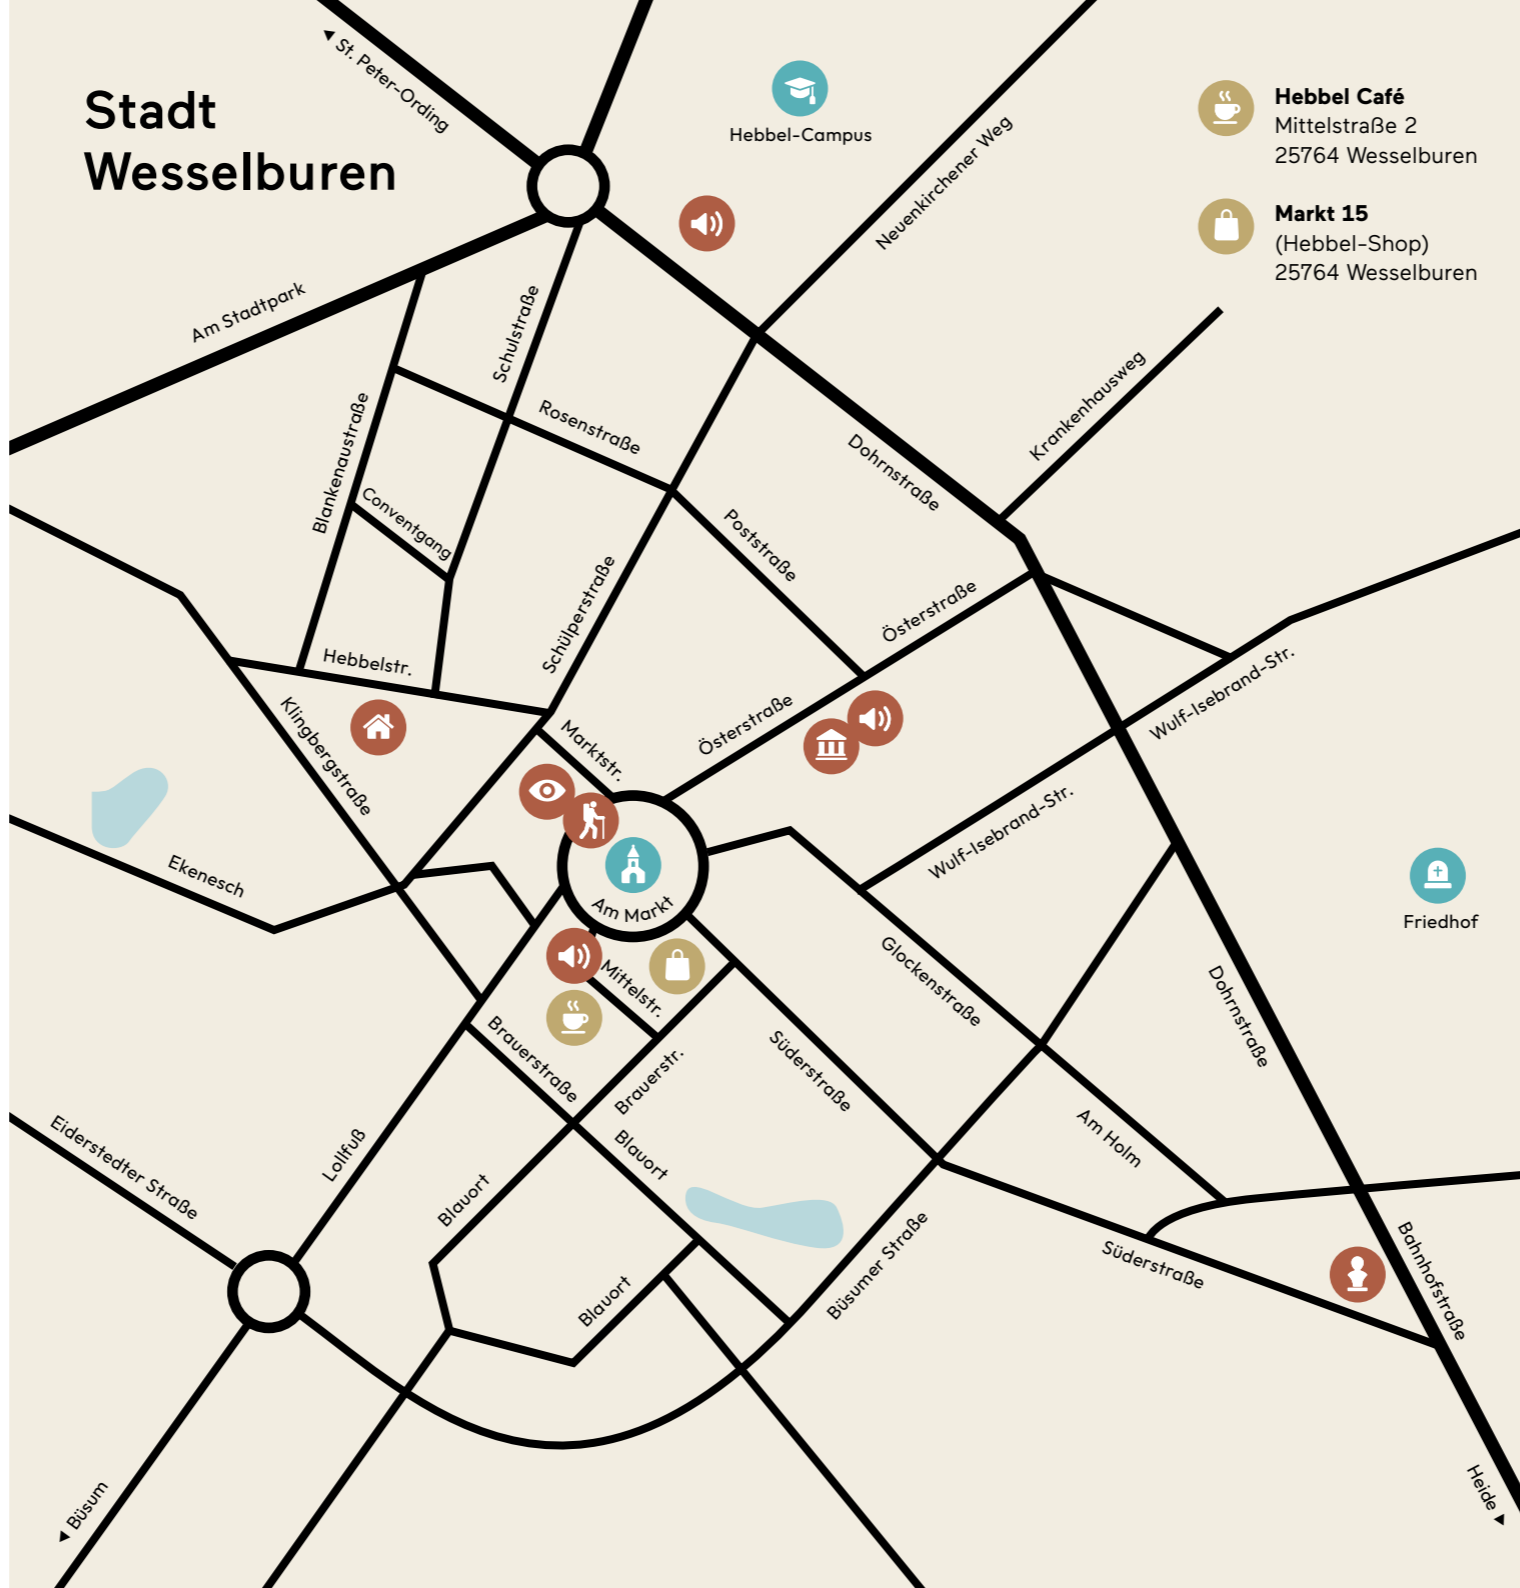 Stadt
Wesselburen
◀ St. Peter-Ording
Hebbel-Campus
Hebbel Café
Mittelstraße 2
25764 Wesselburen
Markt 15
(Hebbel-Shop)
25764 Wesselburen
Neuenkirchener Weg
Am Stadtpark
Schulstraße
Rosenstraße
Blankenaustraße
Conventgang
Krankenhausweg
Dohrnstraße
Poststraße
Schülperstraße
Österstraße
Hebbelstr.
Klingbergstraße
Marktstr.
Österstraße
Wulf-Isebrand-Str.
Wulf-Isebrand-Str.
Ekenesch
Am Markt
Friedhof
Mittelstr.
Glockenstraße
Dohrnstraße
Brauerstraße
Brauerstr.
Süderstraße
Eiderstedter Straße
Lollfuß
Blauort
Am Holm
Blauort
Büsumer Straße
Süderstraße
Bahnhofstraße
Blauort
◀ Büsum
Heide ▶